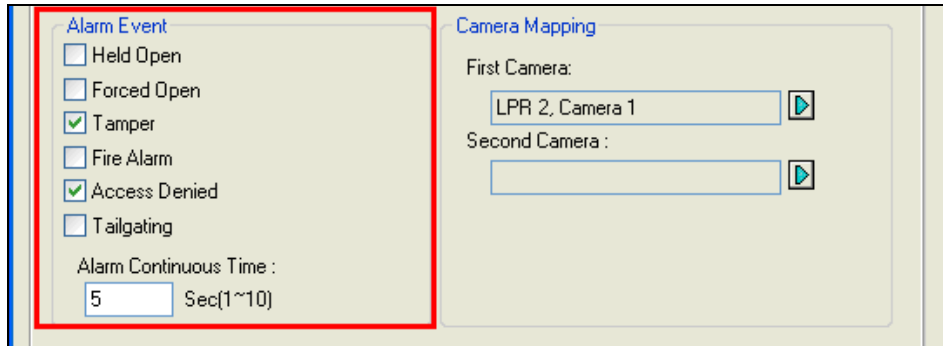 Alarm Event
Held Open
Forced Open
Tamper
Fire Alarm
Access Denied
Tailgating
Alarm Continuous Time :
5 Sec(1~10)
Camera Mapping
First Camera:
LPR 2, Camera 1
Second Camera :